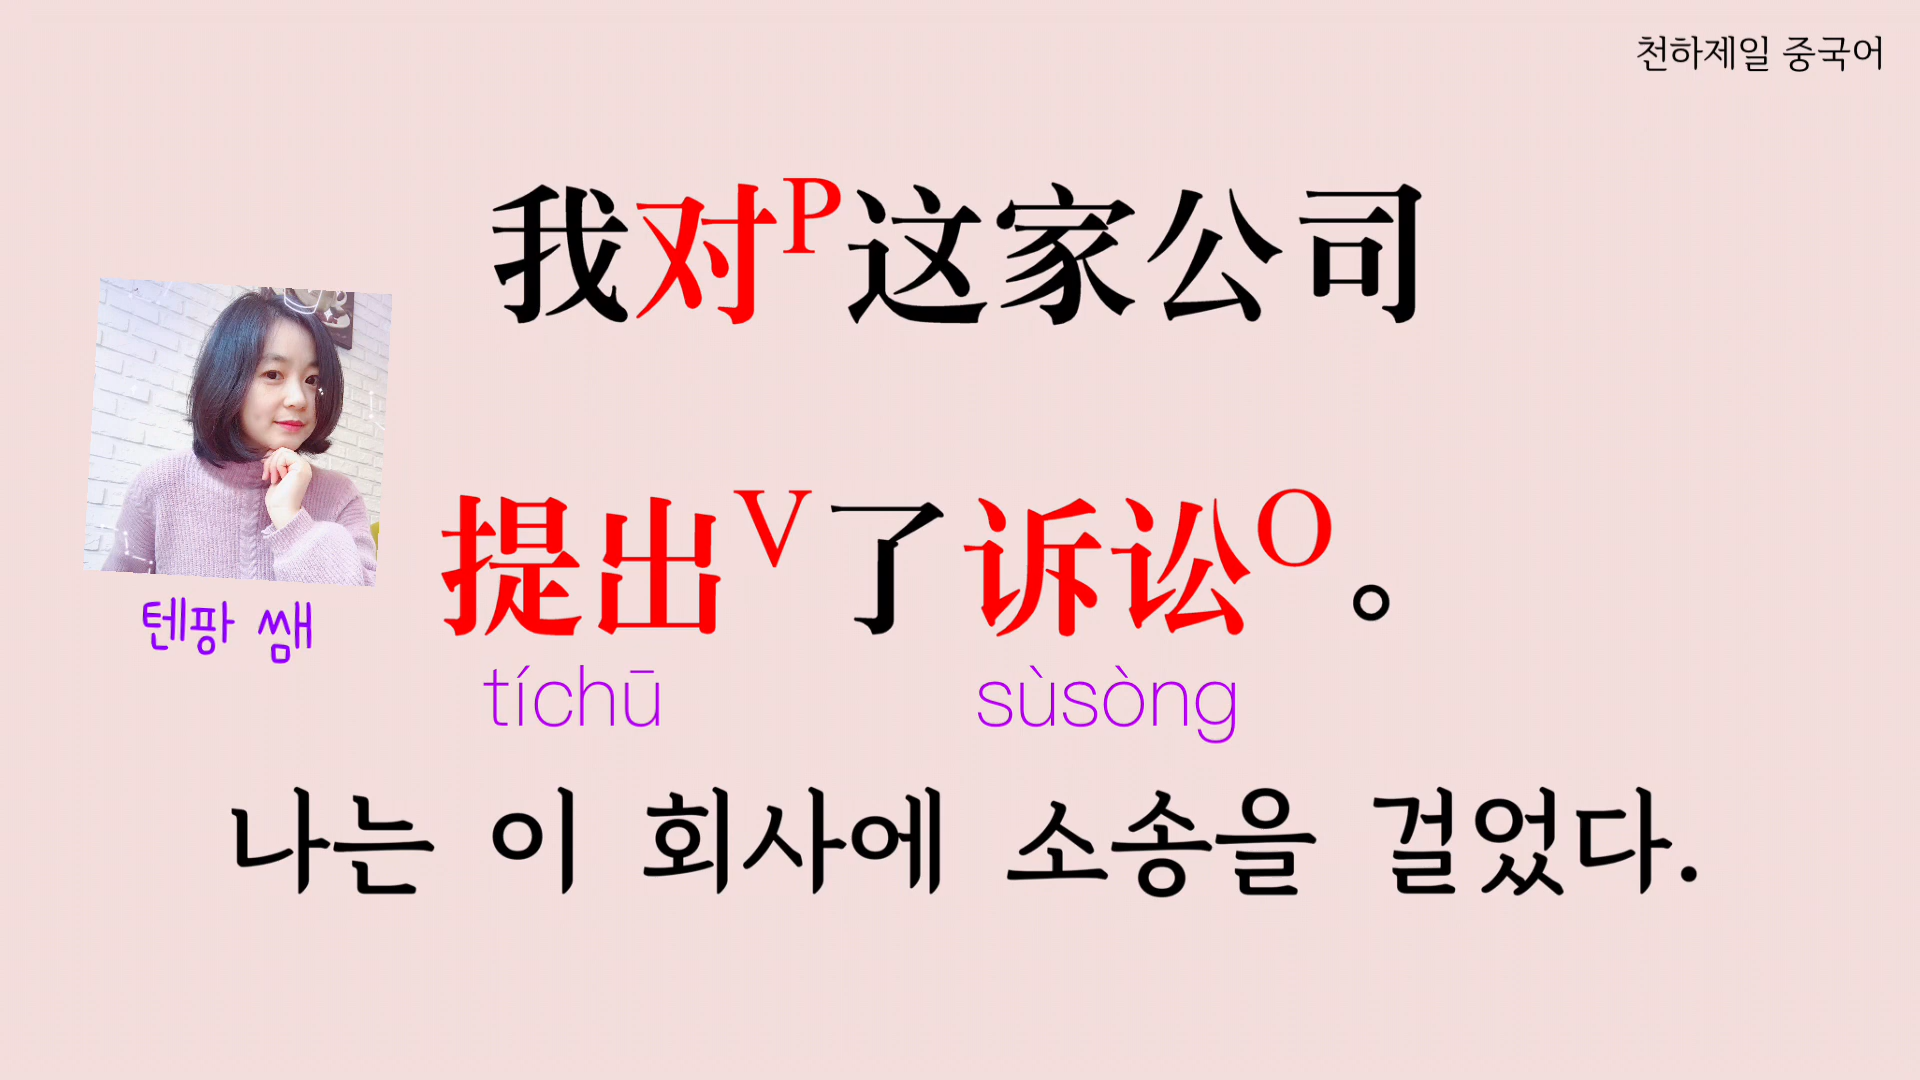 천하제일 중국어
我对ᴾ这家公司
提出ⱽ了诉讼ᴼ。
tíchū sùsòng
텐팡 쌤
나는 이 회사에 소송을 걸었다.